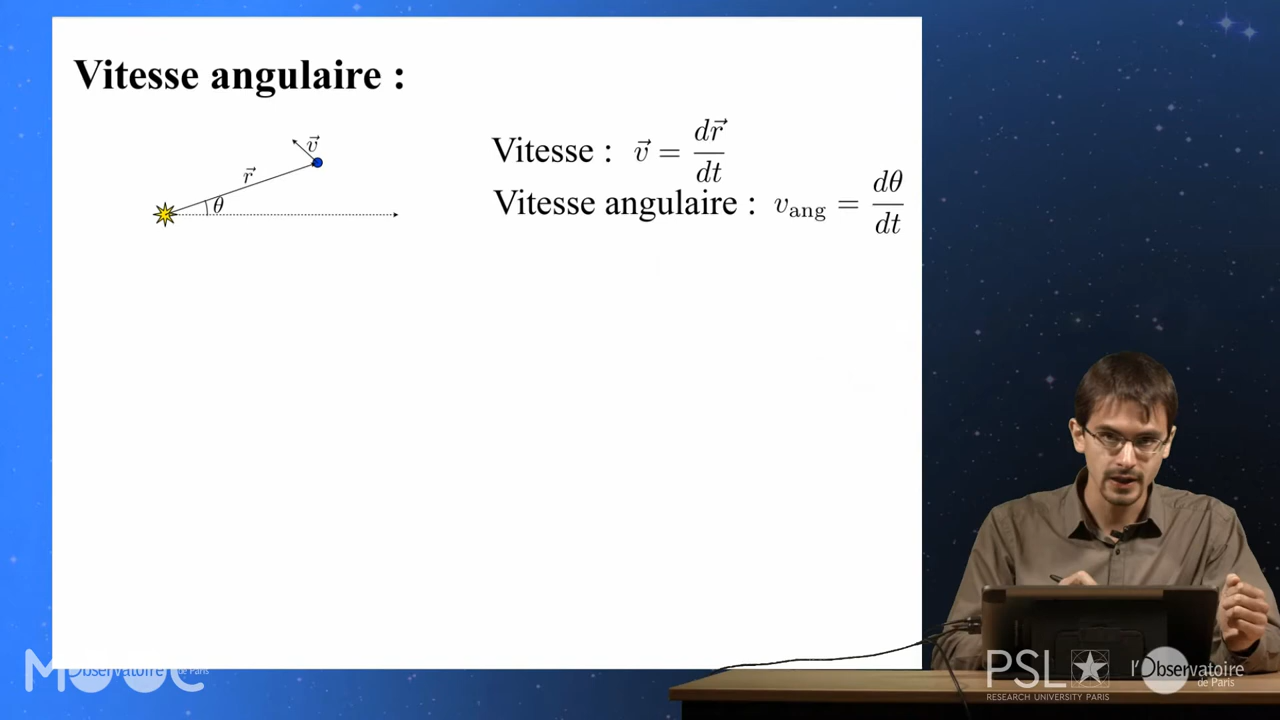 Vitesse angulaire :
Vitesse : v⃗ = dr⃗/dt
Vitesse angulaire : v_ang = dθ/dt
v⃗
r⃗
θ
MOOC
l'Observatoire de Paris
PSL
RESEARCH UNIVERSITY PARIS
l'Observatoire
de Paris